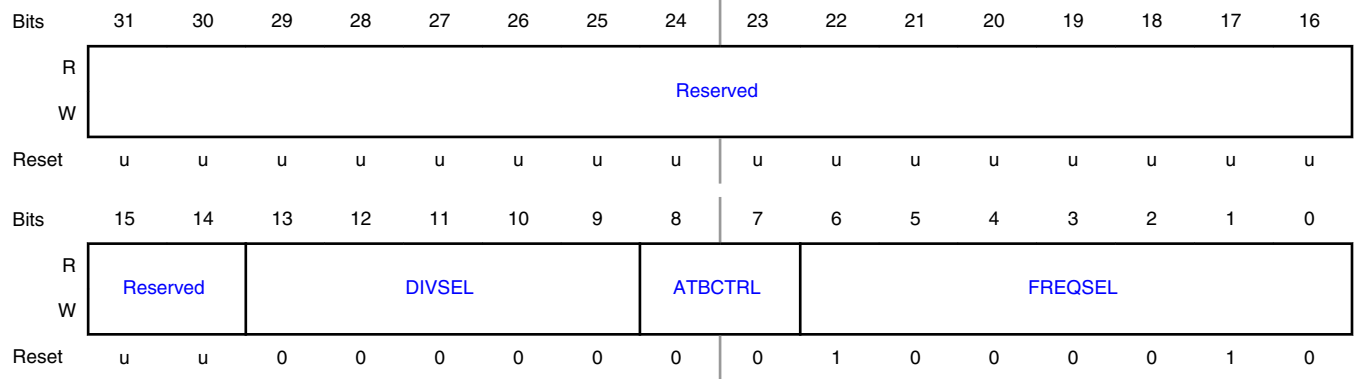 Bits 31 30 29 28 27 26 25 24 23 22 21 20 19 18 17 16
R
Reserved
W
Reset u u u u u u u u u u u u u u u u
Bits 15 14 13 12 11 10 9 8 7 6 5 4 3 2 1 0
R
Reserved DIVSEL ATBCTRL FREQSEL
W
Reset u u 0 0 0 0 0 0 0 1 0 0 0 0 1 0